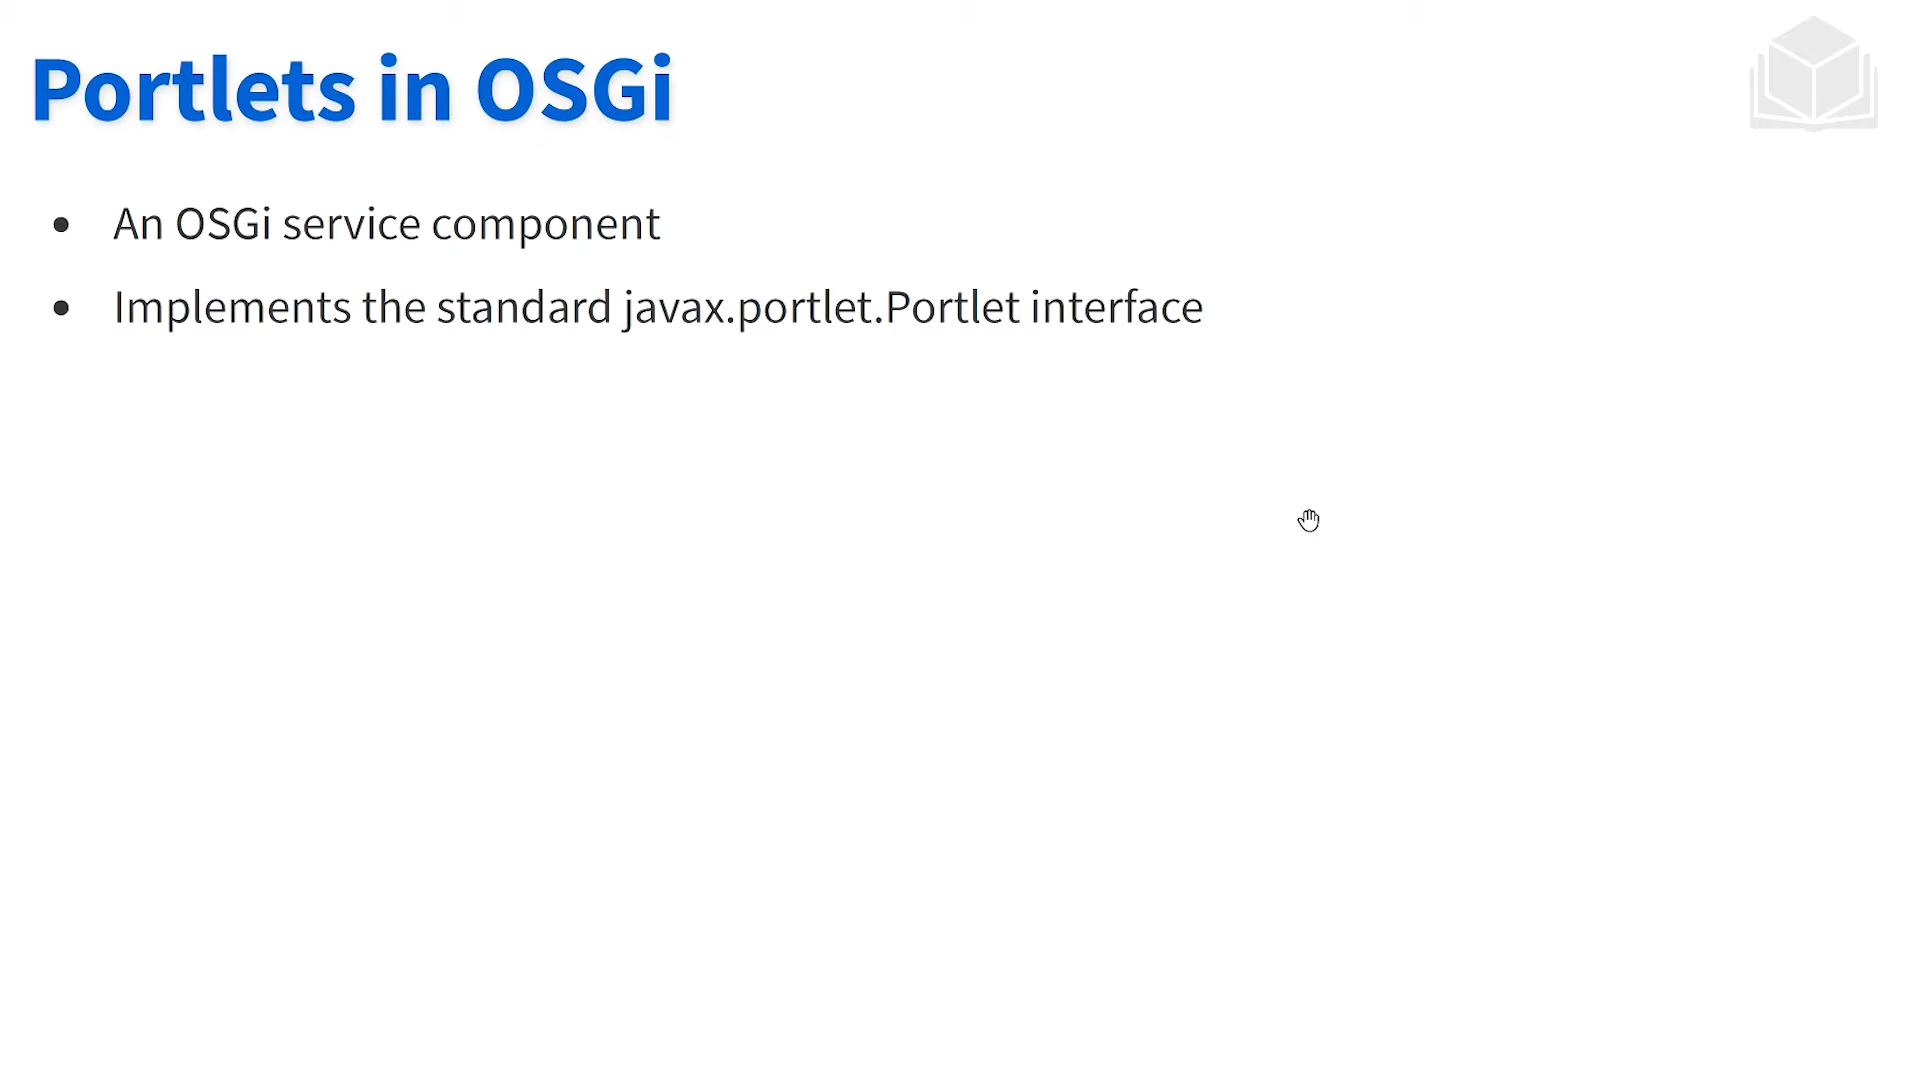 Portlets in OSGi
• An OSGi service component
• Implements the standard javax.portlet.Portlet interface